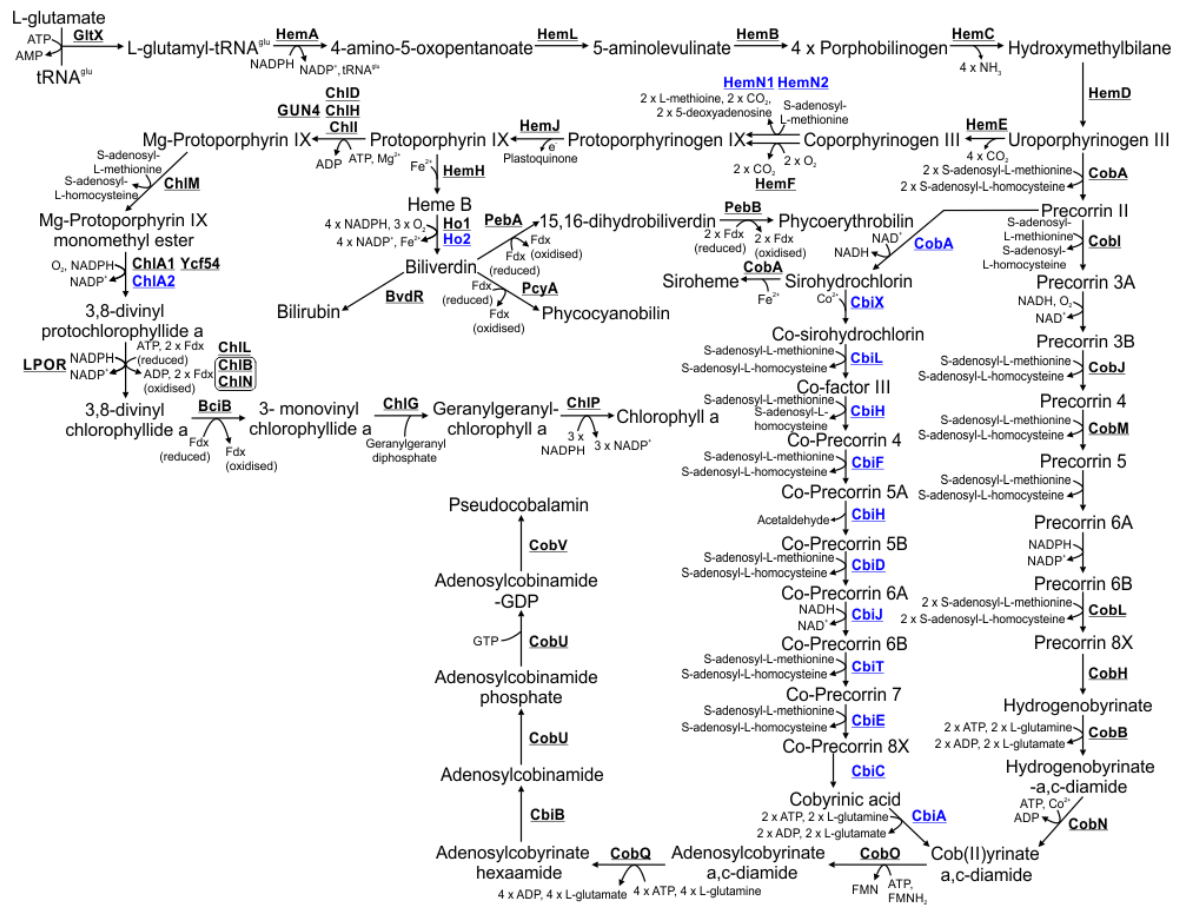 L-glutamate
ATP
AMP
GltX
tRNAᵍˡᵘ
L-glutamyl-tRNAᵍˡᵘ
HemA
NADPH
NADP⁺, tRNAᵍˡᵘ
4-amino-5-oxopentanoate
HemL
5-aminolevulinate
HemB
4 x Porphobilinogen
HemC
4 x NH₃
Hydroxymethylbilane
HemD
Uroporphyrinogen III
HemE
4 x CO₂
Coporphyrinogen III
HemN1 HemN2
2 x L-methioine, 2 x CO₂,
2 x 5-deoxyadenosine
S-adenosyl-
L-methionine
2 x CO₂
2 x O₂
HemF
Protoporphyrinogen IX
HemJ
e⁻
Plastoquinone
Protoporphyrin IX
ChlD
GUN4 ChlH
ChlI
ADP
ATP, Mg²⁺
Mg-Protoporphyrin IX
S-adenosyl-
L-methionine
S-adenosyl-
L-homocysteine
ChlM
Mg-Protoporphyrin IX
monomethyl ester
O₂, NADPH
NADP⁺
ChlA1 Ycf54
ChlA2
3,8-divinyl
protochlorophyllide a
LPOR
NADPH
NADP⁺
ATP, 2 x Fdx
(reduced)
ADP, 2 x Fdx
(oxidised)
ChlL
ChlB
ChlN
3,8-divinyl
chlorophyllide a
BciB
Fdx
(reduced)
Fdx
(oxidised)
3- monovinyl
chlorophyllide a
ChlG
Geranylgeranyl
diphosphate
Geranylgeranyl-
chlorophyll a
ChlP
3 x
NADPH
3 x NADP⁺
Chlorophyll a
Fe²⁺
HemH
Heme B
4 x NADPH, 3 x O₂
4 x NADP⁺, Fe²⁺
Ho1
Ho2
Biliverdin
BvdR
Bilirubin
PebA
Fdx
(reduced)
Fdx
(oxidised)
15,16-dihydrobiliverdin
PebB
2 x Fdx
(reduced)
2 x Fdx
(oxidised)
Phycoerythrobilin
Fdx
(reduced)
Fdx
(oxidised)
PcyA
Phycocyanobilin
2 x S-adenosyl-L-methionine
2 x S-adenosyl-L-homocysteine
CobA
Precorrin II
NAD⁺
NADH
CobA
Sirohydrochlorin
CobA
Fe²⁺
Siroheme
Co²⁺
CbiX
Co-sirohydrochlorin
S-adenosyl-L-methionine
S-adenosyl-L-homocysteine
CbiL
Co-factor III
S-adenosyl-L-methionine
S-adenosyl-L-
homocysteine
CbiH
Co-Precorrin 4
S-adenosyl-L-methionine
S-adenosyl-L-homocysteine
CbiF
Co-Precorrin 5A
Acetaldehyde
CbiH
Co-Precorrin 5B
S-adenosyl-L-methionine
S-adenosyl-L-homocysteine
CbiD
Co-Precorrin 6A
NADH
NAD⁺
CbiJ
Co-Precorrin 6B
S-adenosyl-L-methionine
S-adenosyl-L-homocysteine
CbiT
Co-Precorrin 7
S-adenosyl-L-methionine
S-adenosyl-L-homocysteine
CbiE
Co-Precorrin 8X
CbiC
Cobyrinic acid
2 x ATP, 2 x L-glutamine
2 x ADP, 2 x L-glutamate
CbiA
S-adenosyl-
L-methionine
S-adenosyl-
L-homocysteine
CobI
Precorrin 3A
NADH, O₂
NAD⁺
Precorrin 3B
S-adenosyl-L-methionine
S-adenosyl-L-homocysteine
CobJ
Precorrin 4
S-adenosyl-L-methionine
S-adenosyl-L-homocysteine
CobM
Precorrin 5
S-adenosyl-L-methionine
S-adenosyl-L-homocysteine
Precorrin 6A
NADPH
NADP⁺
Precorrin 6B
2 x S-adenosyl-L-methionine
2 x S-adenosyl-L-homocysteine
CobL
Precorrin 8X
CobH
Hydrogenobyrinate
2 x ATP, 2 x L-glutamine
2 x ADP, 2 x L-glutamate
CobB
Hydrogenobyrinate
-a,c-diamide
ATP, Co²⁺
ADP
CobN
Cob(II)yrinate
a,c-diamide
CobO
FMN
ATP,
FMNH₂
Adenosylcobyrinate
a,c-diamide
CobQ
4 x ADP, 4 x L-glutamate
4 x ATP, 4 x L-glutamine
Adenosylcobyrinate
hexaamide
CbiB
Adenosylcobinamide
CobU
Adenosylcobinamide
phosphate
GTP
CobU
Adenosylcobinamide
-GDP
CobV
Pseudocobalamin